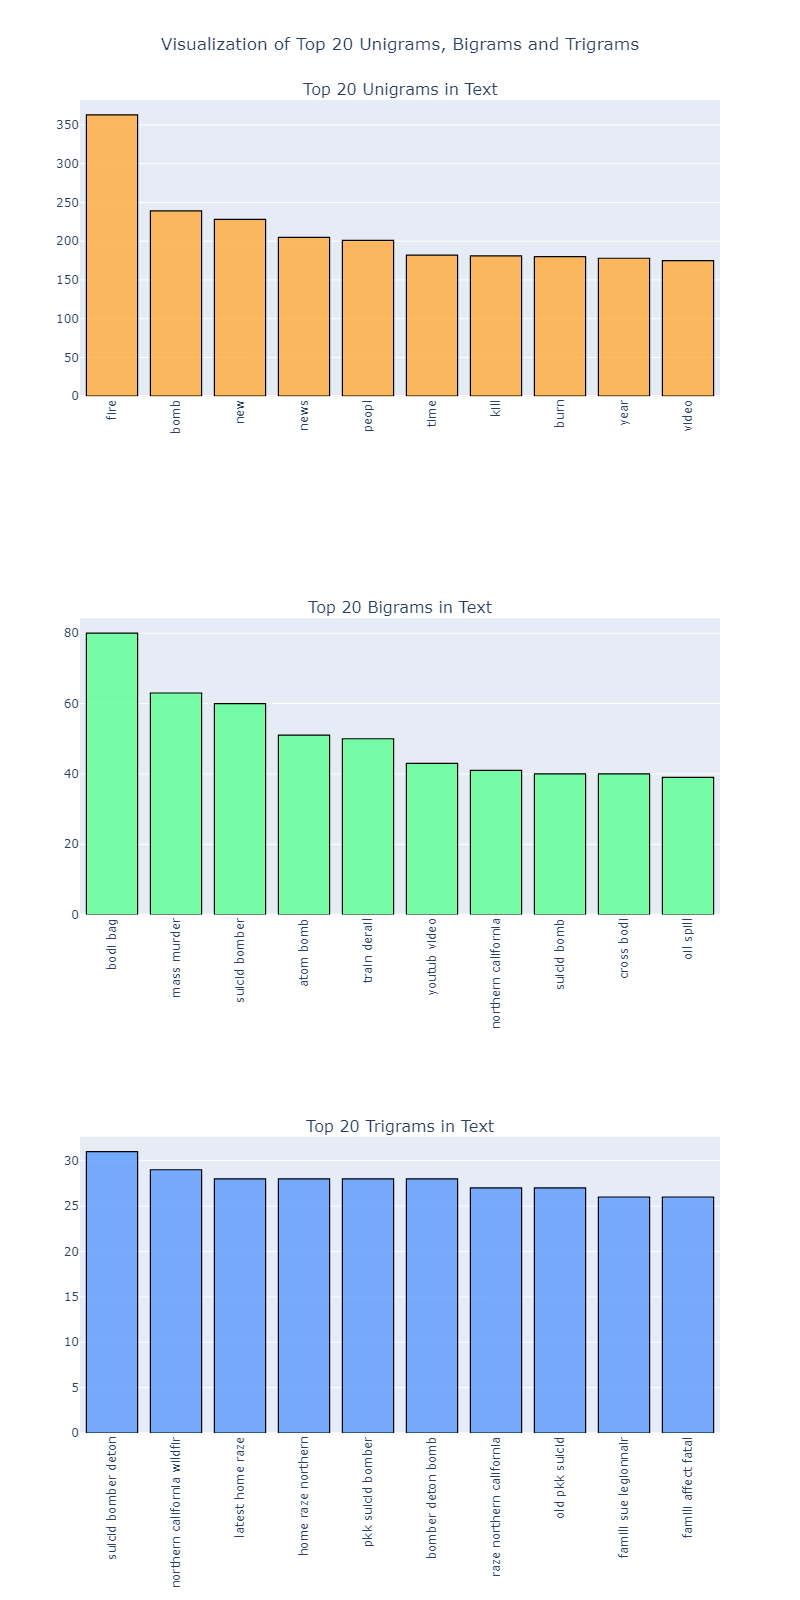 Visualization of Top 20 Unigrams, Bigrams and Trigrams
Top 20 Unigrams in Text
350
300
250
200
150
100
50
0
fire
bomb
new
news
peopl
time
kill
burn
year
video
Top 20 Bigrams in Text
80
60
40
20
0
bodi bag
mass murder
suicid bomber
atom bomb
train derail
youtub video
northern california
suicid bomb
cross bodi
oil spill
Top 20 Trigrams in Text
30
25
20
15
10
5
0
suicid bomber deton
northern california wildfir
latest home raze
home raze northern
pkk suicid bomber
bomber deton bomb
raze northern california
old pkk suicid
famili sue legionnair
famili affect fatal